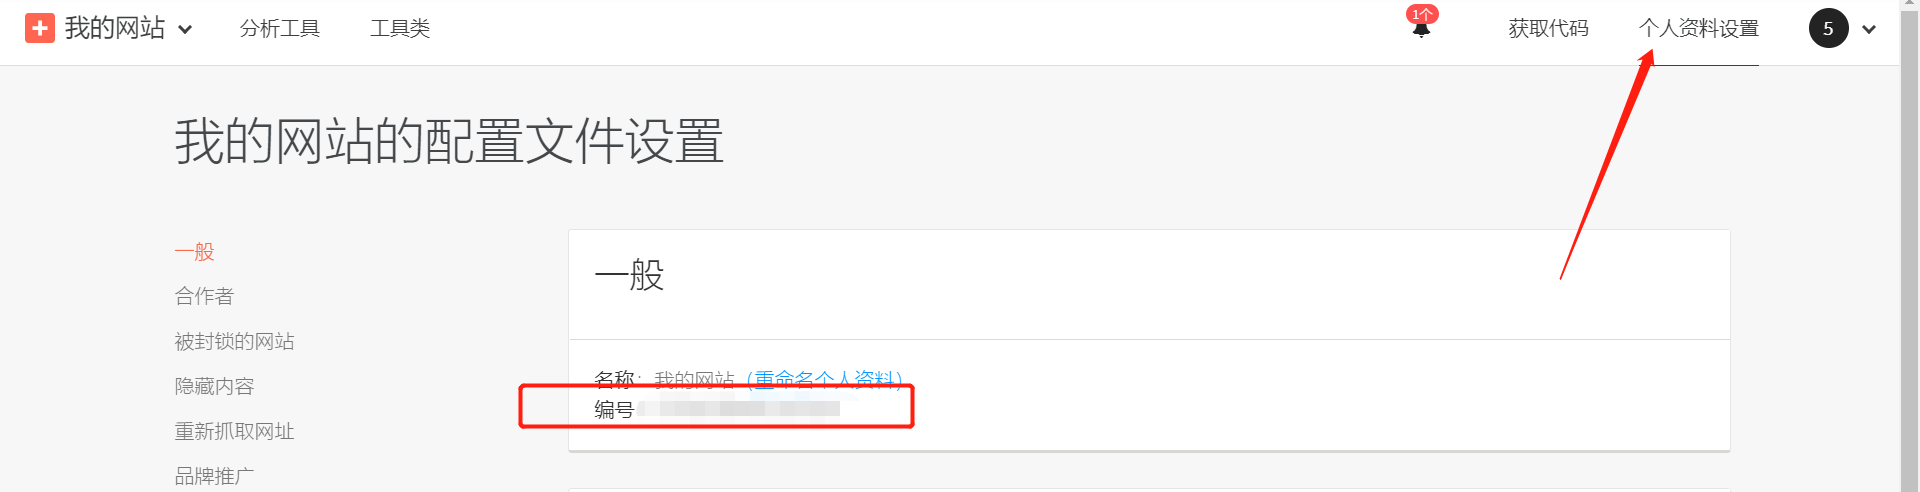 我的网站
分析工具
工具类
1个
获取代码
个人资料设置
5
我的网站的配置文件设置
一般
合作者
被封锁的网站
隐藏内容
重新抓取网址
品牌推广
一般
名称：我的网站（重命名个人资料）
编号